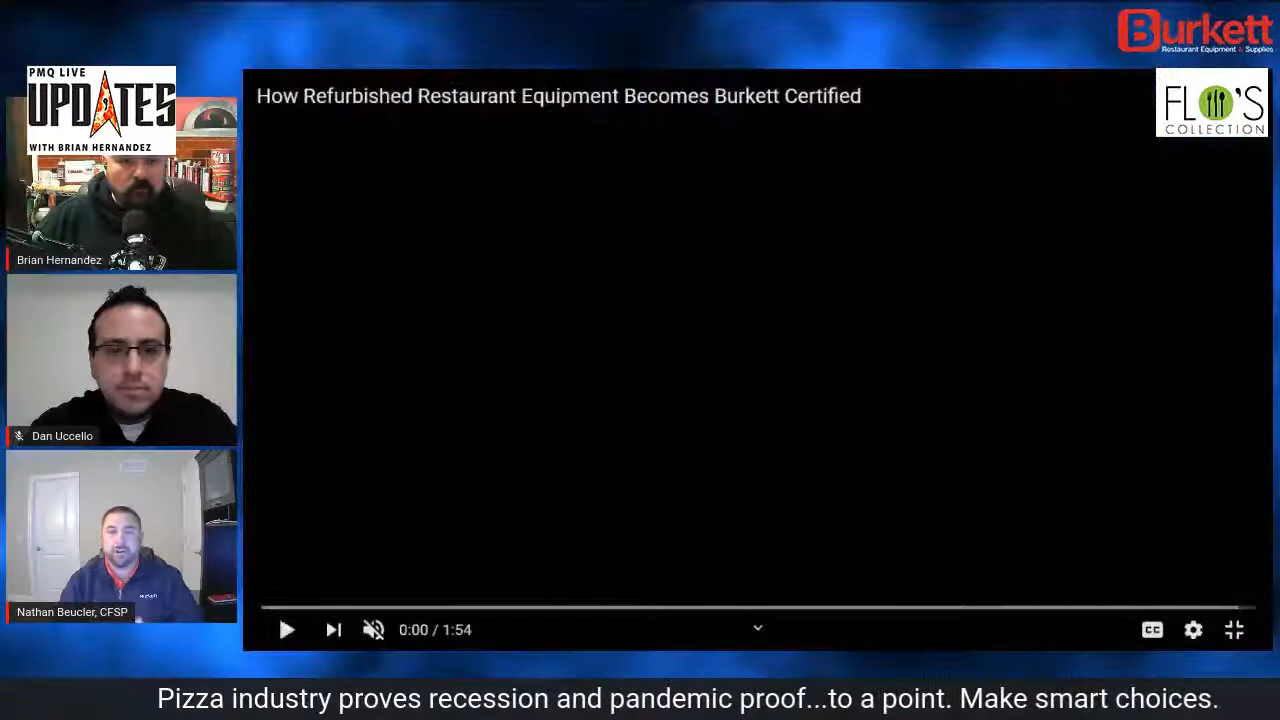 Burkett
Restaurant Equipment & Supplies
PMQ LIVE
UPDATES
WITH BRIAN HERNANDEZ
How Refurbished Restaurant Equipment Becomes Burkett Certified
FLO'S
COLLECTION
Brian Hernandez
Dan Uccello
Burkett
Nathan Beucler, CFSP
0:00 / 1:54
CC
Pizza industry proves recession and pandemic proof...to a point. Make smart choices.